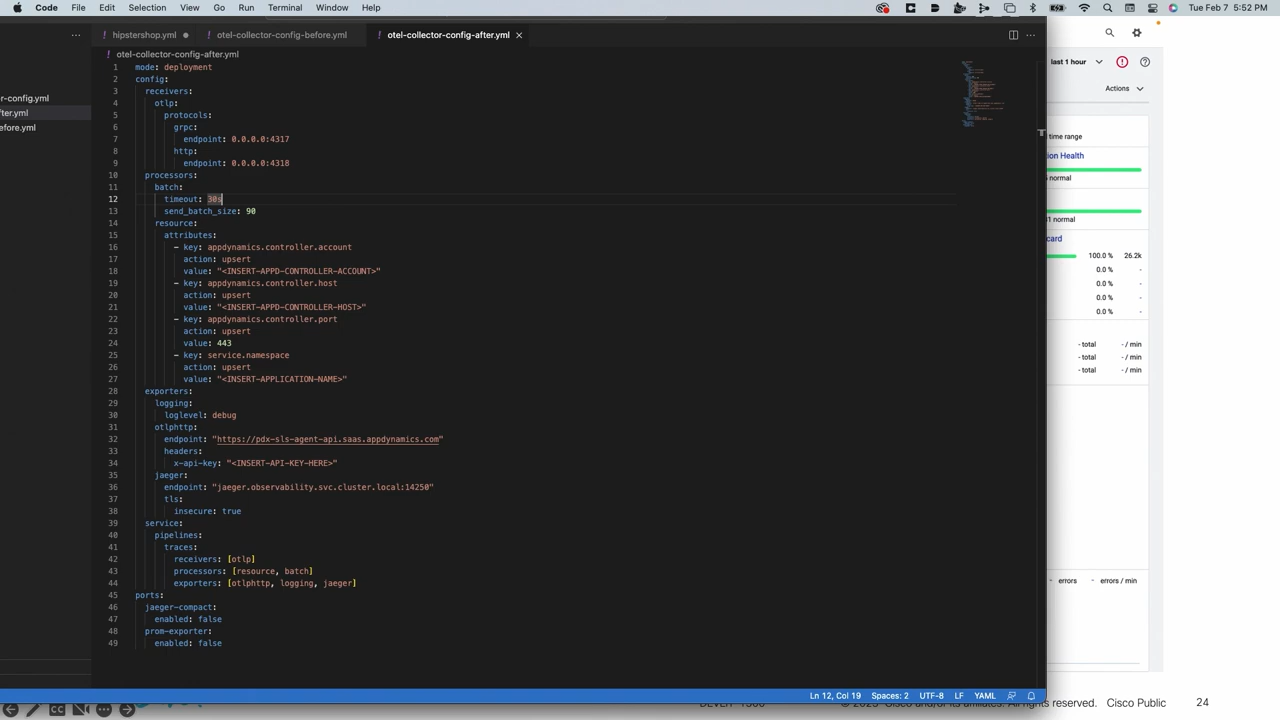 Code File Edit Selection View Go Run Terminal Window Help Tue Feb 7 5:52 PM
hipstershop.yml otel-collector-config-before.yml otel-collector-config-after.yml
otel-collector-config-after.yml
r-config.yml
fter.yml
efore.yml
1 mode: deployment
2 config:
3 receivers:
4 otlp:
5 protocols:
6 grpc:
7 endpoint: 0.0.0.0:4317
8 http:
9 endpoint: 0.0.0.0:4318
10 processors:
11 batch:
12 timeout: 30s
13 send_batch_size: 90
14 resource:
15 attributes:
16 - key: appdynamics.controller.account
17 action: upsert
18 value: "<INSERT-APPD-CONTROLLER-ACCOUNT>"
19 - key: appdynamics.controller.host
20 action: upsert
21 value: "<INSERT-APPD-CONTROLLER-HOST>"
22 - key: appdynamics.controller.port
23 action: upsert
24 value: 443
25 - key: service.namespace
26 action: upsert
27 value: "<INSERT-APPLICATION-NAME>"
28 exporters:
29 logging:
30 loglevel: debug
31 otlphttp:
32 endpoint: "https://pdx-sls-agent-api.saas.appdynamics.com"
33 headers:
34 x-api-key: "<INSERT-API-KEY-HERE>"
35 jaeger:
36 endpoint: "jaeger.observability.svc.cluster.local:14250"
37 tls:
38 insecure: true
39 service:
40 pipelines:
41 traces:
42 receivers: [otlp]
43 processors: [resource, batch]
44 exporters: [otlphttp, logging, jaeger]
45 ports:
46 jaeger-compact:
47 enabled: false
48 prom-exporter:
49 enabled: false
last 1 hour
Actions
time range
ion Health
normal
1 normal
card
100.0 % 26.2k
0.0 % -
0.0 % -
0.0 % -
0.0 % -
- total - / min
- total - / min
- total - / min
- errors - errors / min
Ln 12, Col 19 Spaces: 2 UTF-8 LF YAML
Cisco Public 24